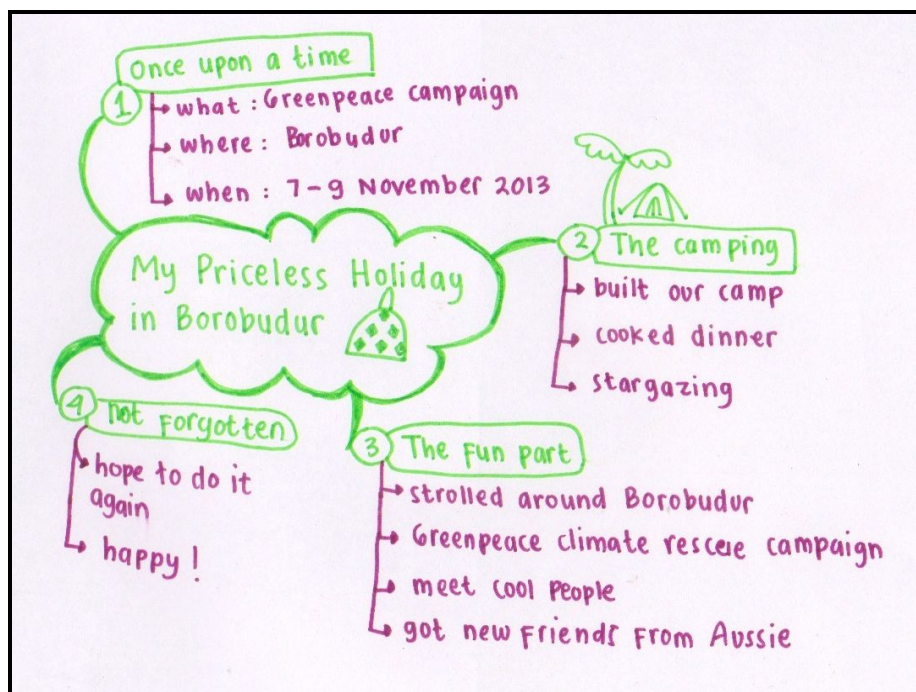 My Priceless Holiday
in Borobudur
1
Once upon a time
what : Greenpeace campaign
where : Borobudur
when : 7-9 November 2013
2 The camping
built our camp
cooked dinner
stargazing
3 The Fun part
strolled around Borobudur
Greenpeace climate rescue campaign
meet cool People
got new Friends From Aussie
4 not Forgotten
hope to do it
again
happy !